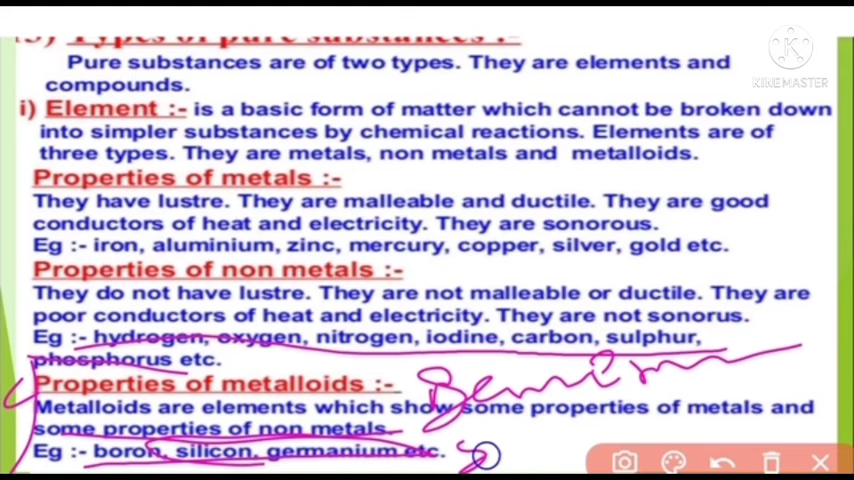 Types of pure substances :-
KINEMASTER
Pure substances are of two types. They are elements and
compounds.
i) Element :- is a basic form of matter which cannot be broken down
into simpler substances by chemical reactions. Elements are of
three types. They are metals, non metals and metalloids.
Properties of metals :-
They have lustre. They are malleable and ductile. They are good
conductors of heat and electricity. They are sonorous.
Eg :- iron, aluminium, zinc, mercury, copper, silver, gold etc.
Properties of non metals :-
They do not have lustre. They are not malleable or ductile. They are
poor conductors of heat and electricity. They are not sonorus.
Eg :- hydrogen, oxygen, nitrogen, iodine, carbon, sulphur,
phosphorus etc.
Properties of metalloids :-
Metalloids are elements which show some properties of metals and
some properties of non metals.
Eg :- boron, silicon, germanium etc.